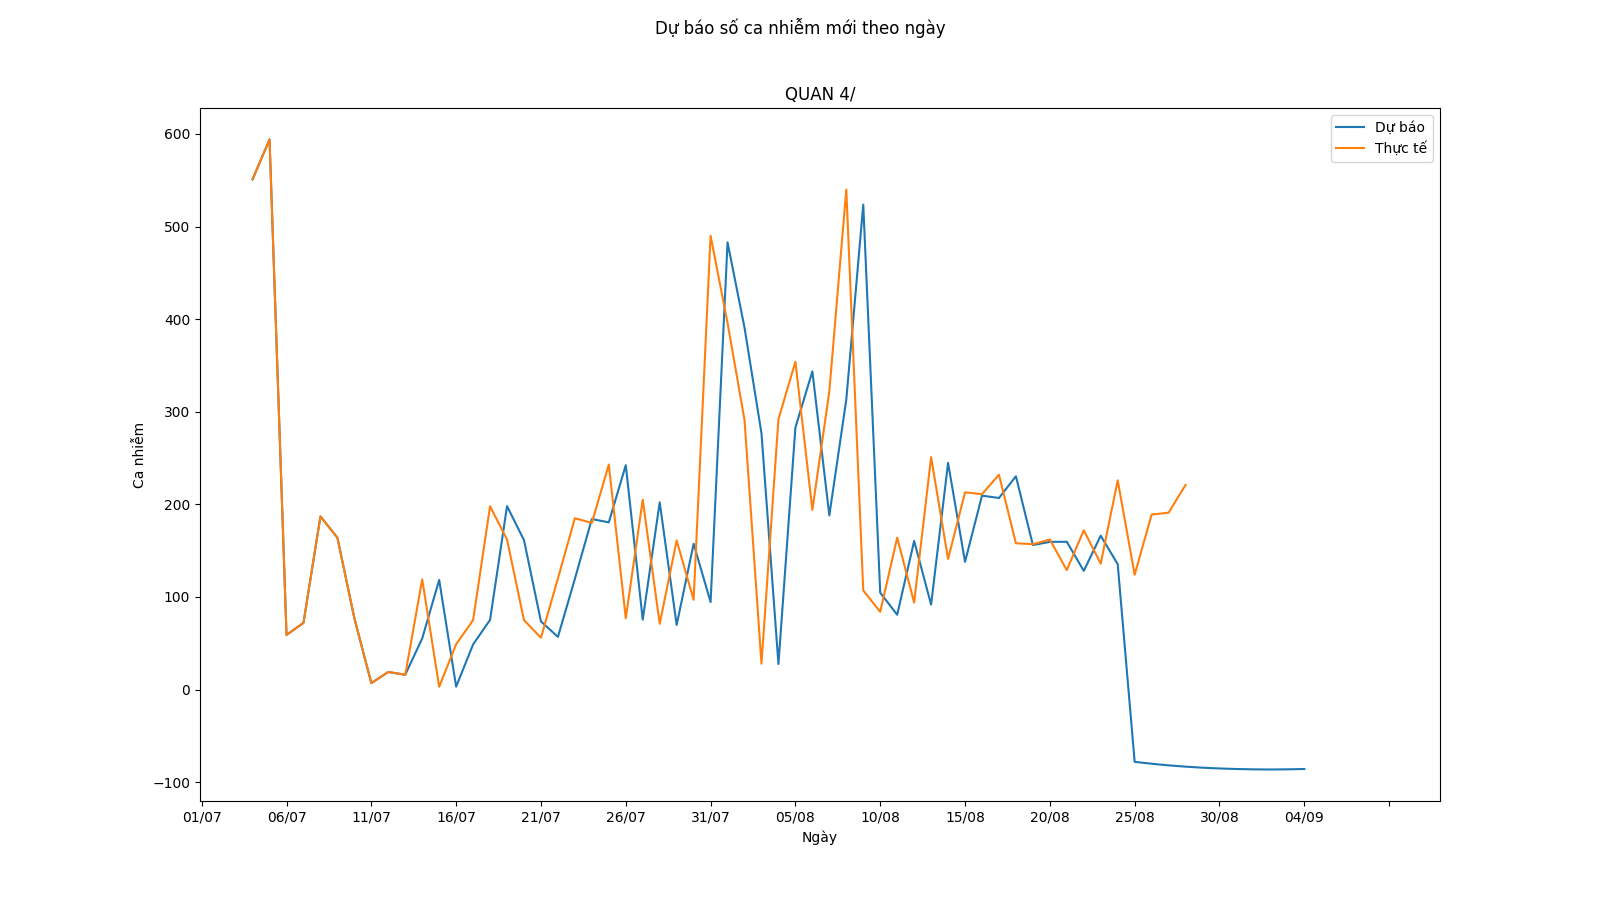 Dự báo số ca nhiễm mới theo ngày
QUAN 4/
Dự báo
Thực tế
600
500
400
300
200
100
0
−100
Ca nhiễm
01/07 06/07 11/07 16/07 21/07 26/07 31/07 05/08 10/08 15/08 20/08 25/08 30/08 04/09
Ngày